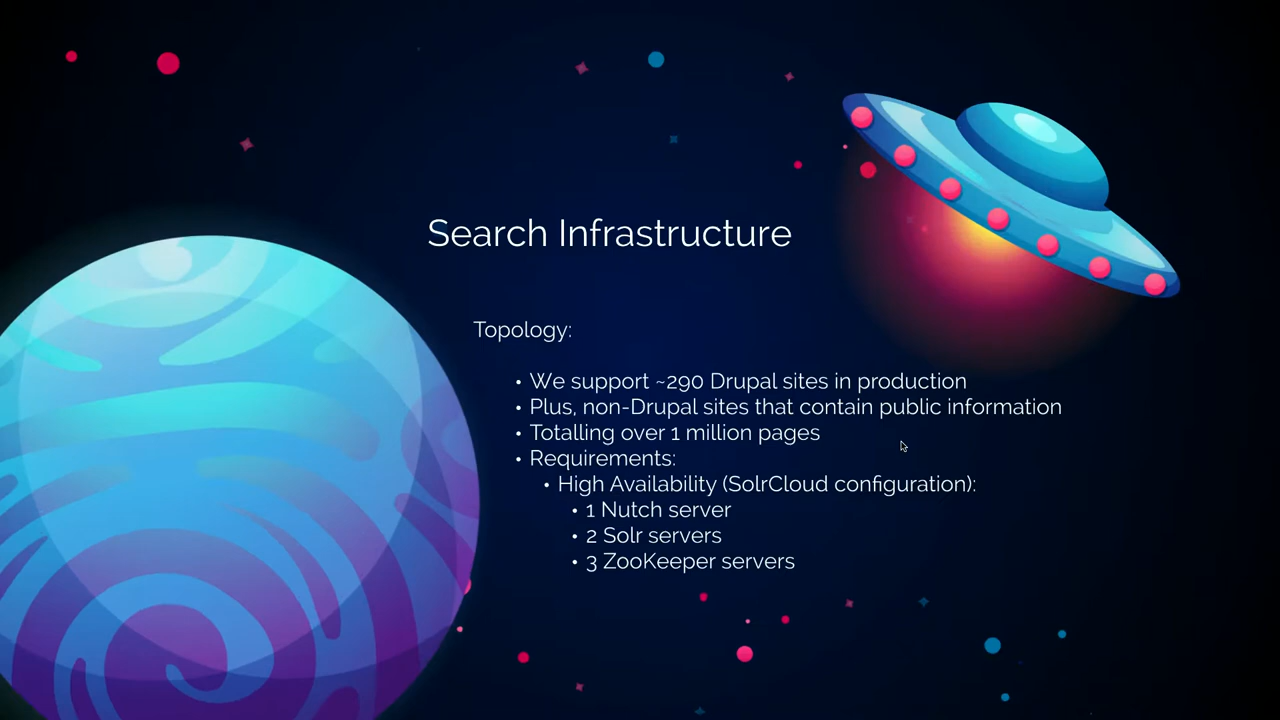 Search Infrastructure
Topology:
• We support ~290 Drupal sites in production
• Plus, non-Drupal sites that contain public information
• Totalling over 1 million pages
• Requirements:
• High Availability (SolrCloud configuration):
• 1 Nutch server
• 2 Solr servers
• 3 ZooKeeper servers